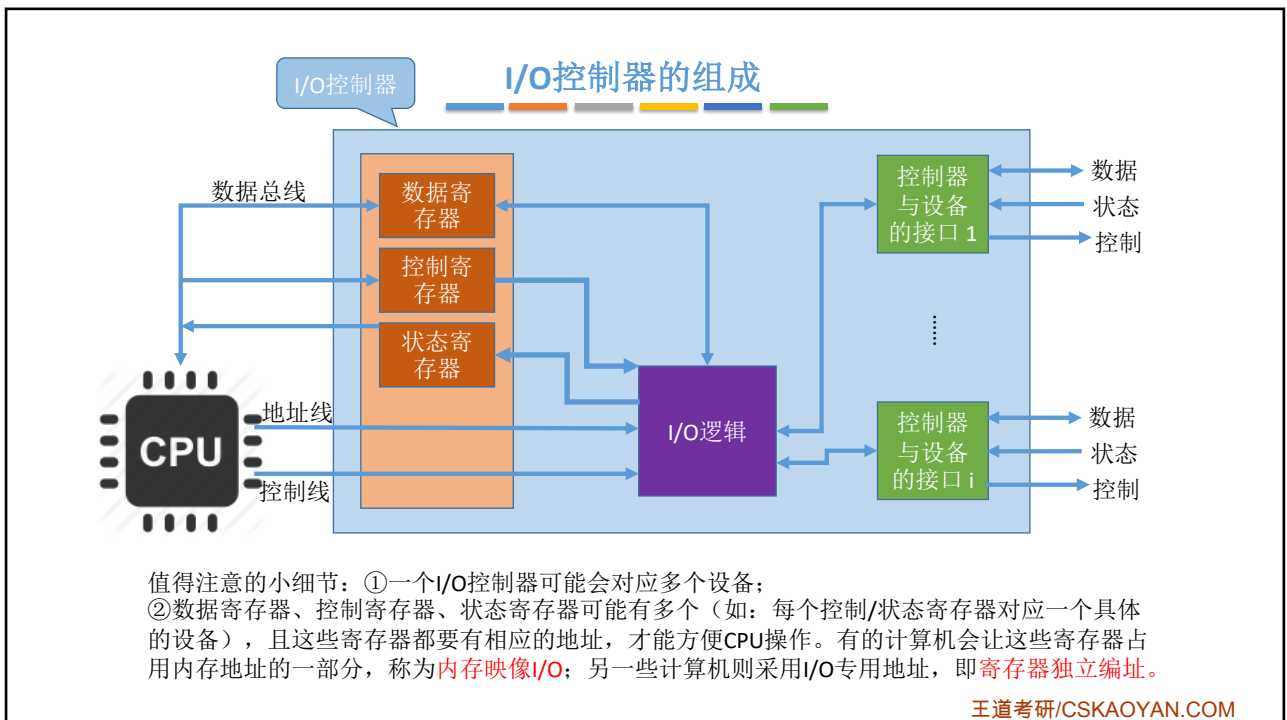 I/O控制器的组成
I/O控制器
数据总线
数据寄
存器
控制寄
存器
状态寄
存器
CPU
地址线
控制线
I/O逻辑
控制器
与设备
的接口 1
数据
状态
控制
……
控制器
与设备
的接口 i
数据
状态
控制
值得注意的小细节：①一个I/O控制器可能会对应多个设备；
②数据寄存器、控制寄存器、状态寄存器可能有多个（如：每个控制/状态寄存器对应一个具体
的设备），且这些寄存器都要有相应的地址，才能方便CPU操作。有的计算机会让这些寄存器占
用内存地址的一部分，称为内存映像I/O；另一些计算机则采用I/O专用地址，即寄存器独立编址。
王道考研/CSKAOYAN.COM